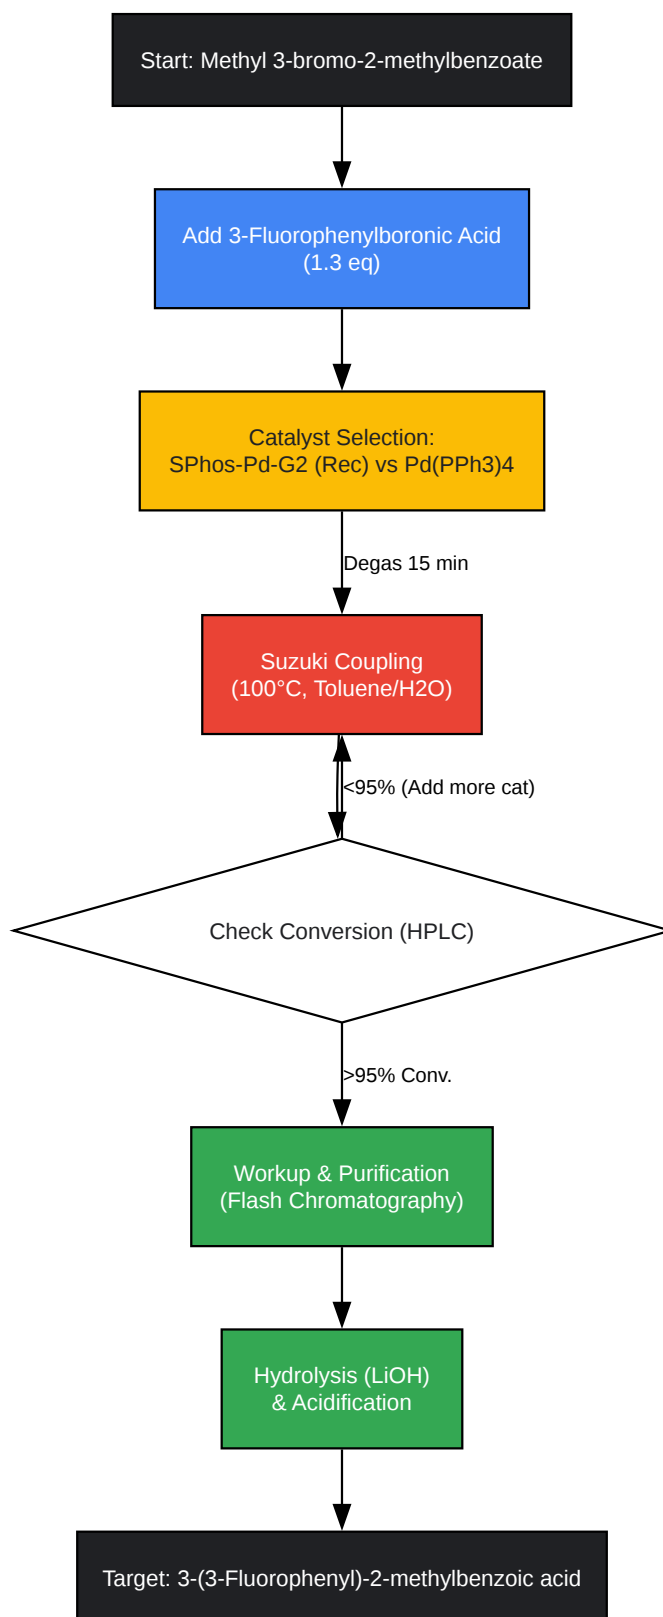 Start: Methyl 3-bromo-2-methylbenzoate
Add 3-Fluorophenylboronic Acid
(1.3 eq)
Catalyst Selection:
SPhos-Pd-G2 (Rec) vs Pd(PPh3)4
Degas 15 min
Suzuki Coupling
(100°C, Toluene/H2O)
<95% (Add more cat)
Check Conversion (HPLC)
>95% Conv.
Workup & Purification
(Flash Chromatography)
Hydrolysis (LiOH)
& Acidification
Target: 3-(3-Fluorophenyl)-2-methylbenzoic acid